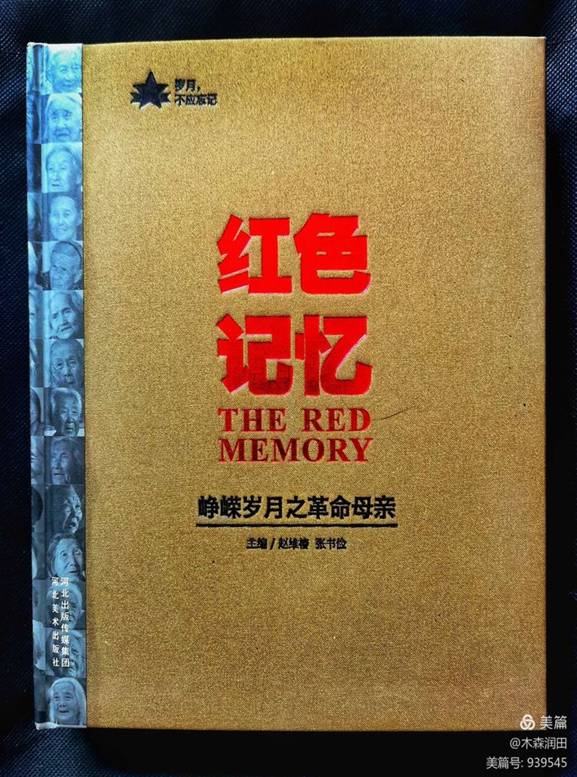 岁月，
不应忘记
红色
记忆
THE RED
MEMORY
峥嵘岁月之革命母亲
主编/赵维椿 张书俭
河北出版传媒集团
河北美术出版社
美篇
@木森润田
美篇号: 939545